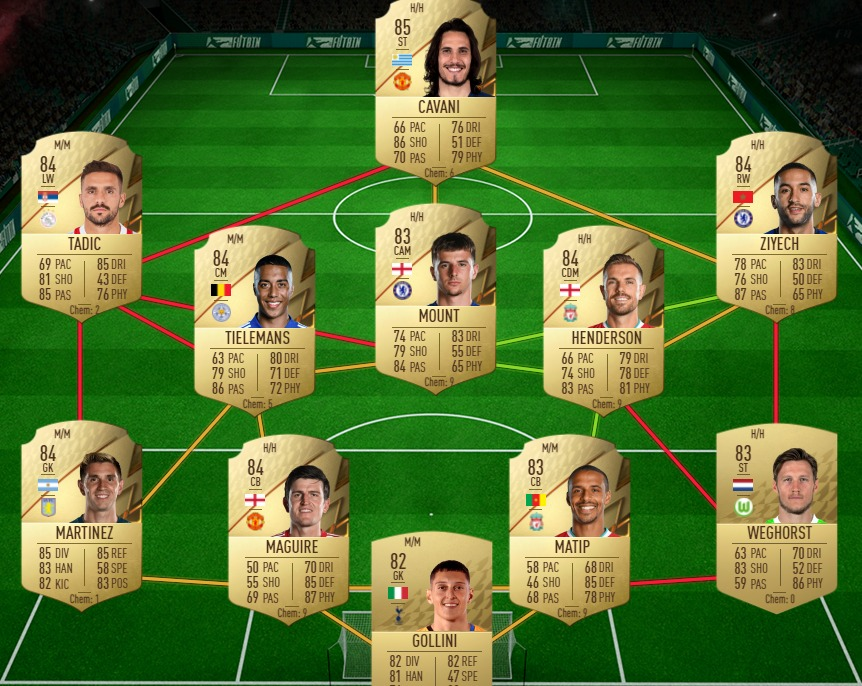 FUTBIN FUTBIN FUTBIN FUTBIN
H/H
85
ST
CAVANI
66 PAC 76 DRI
86 SHO 51 DEF
70 PAS 79 PHY
Chem: 6
M/M
84
LW
TADIC
69 PAC 85 DRI
81 SHO 43 DEF
85 PAS 76 PHY
Chem: 2
M/M
84
CM
TIELEMANS
63 PAC 80 DRI
79 SHO 71 DEF
86 PAS 72 PHY
Chem: 5
H/H
83
CAM
MOUNT
74 PAC 83 DRI
79 SHO 55 DEF
84 PAS 65 PHY
Chem: 9
H/H
84
CDM
HENDERSON
66 PAC 79 DRI
74 SHO 78 DEF
83 PAS 81 PHY
Chem: 9
H/H
84
RW
ZIYECH
78 PAC 83 DRI
76 SHO 50 DEF
87 PAS 65 PHY
Chem: 8
M/M
84
GK
MARTINEZ
85 DIV 85 REF
83 HAN 58 SPE
82 KIC 83 POS
Chem: 1
H/H
84
CB
MAGUIRE
50 PAC 70 DRI
55 SHO 85 DEF
69 PAS 87 PHY
Chem: 9
M/M
82
GK
GOLLINI
82 DIV 82 REF
81 HAN 47 SPE
M/M
83
CB
MATIP
58 PAC 68 DRI
46 SHO 85 DEF
68 PAS 78 PHY
Chem: 9
H/H
83
ST
WEGHORST
63 PAC 70 DRI
83 SHO 52 DEF
59 PAS 86 PHY
Chem: 0